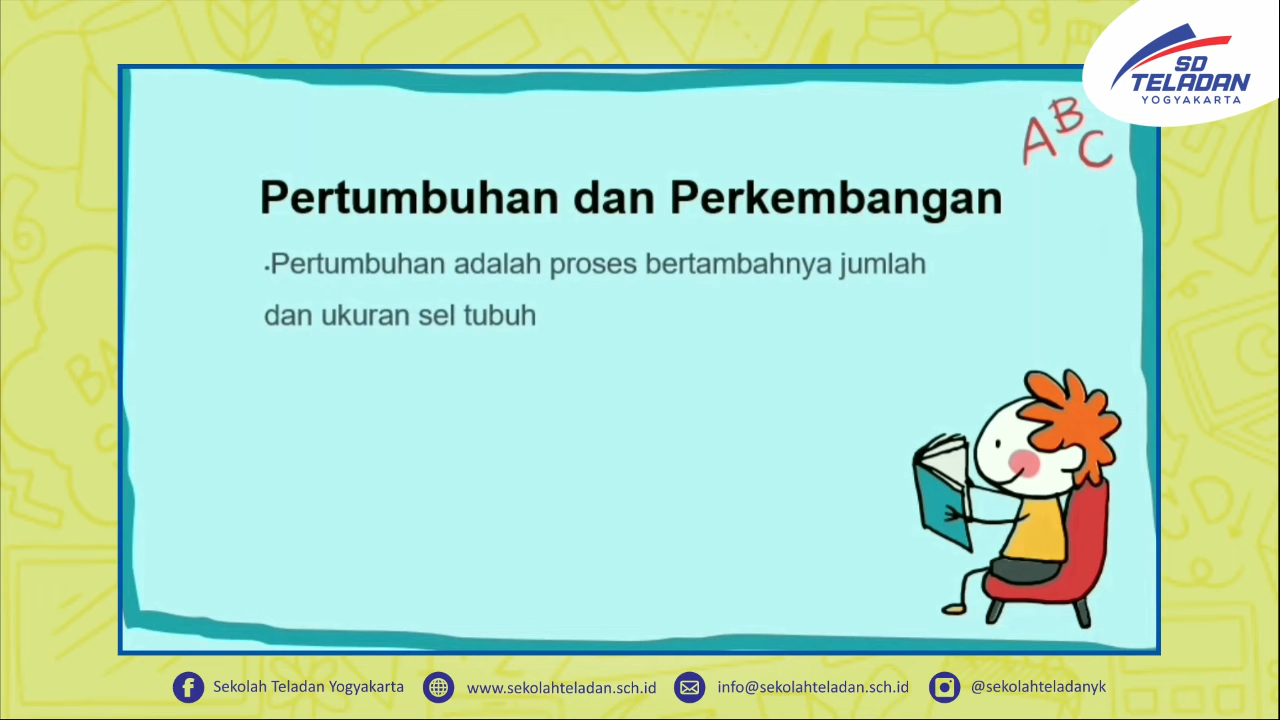 SD
TELADAN
YOGYAKARTA
A B C
Pertumbuhan dan Perkembangan
•Pertumbuhan adalah proses bertambahnya jumlah
dan ukuran sel tubuh
Sekolah Teladan Yogyakarta
www.sekolahteladan.sch.id
info@sekolahteladan.sch.id
@sekolahteladanyk